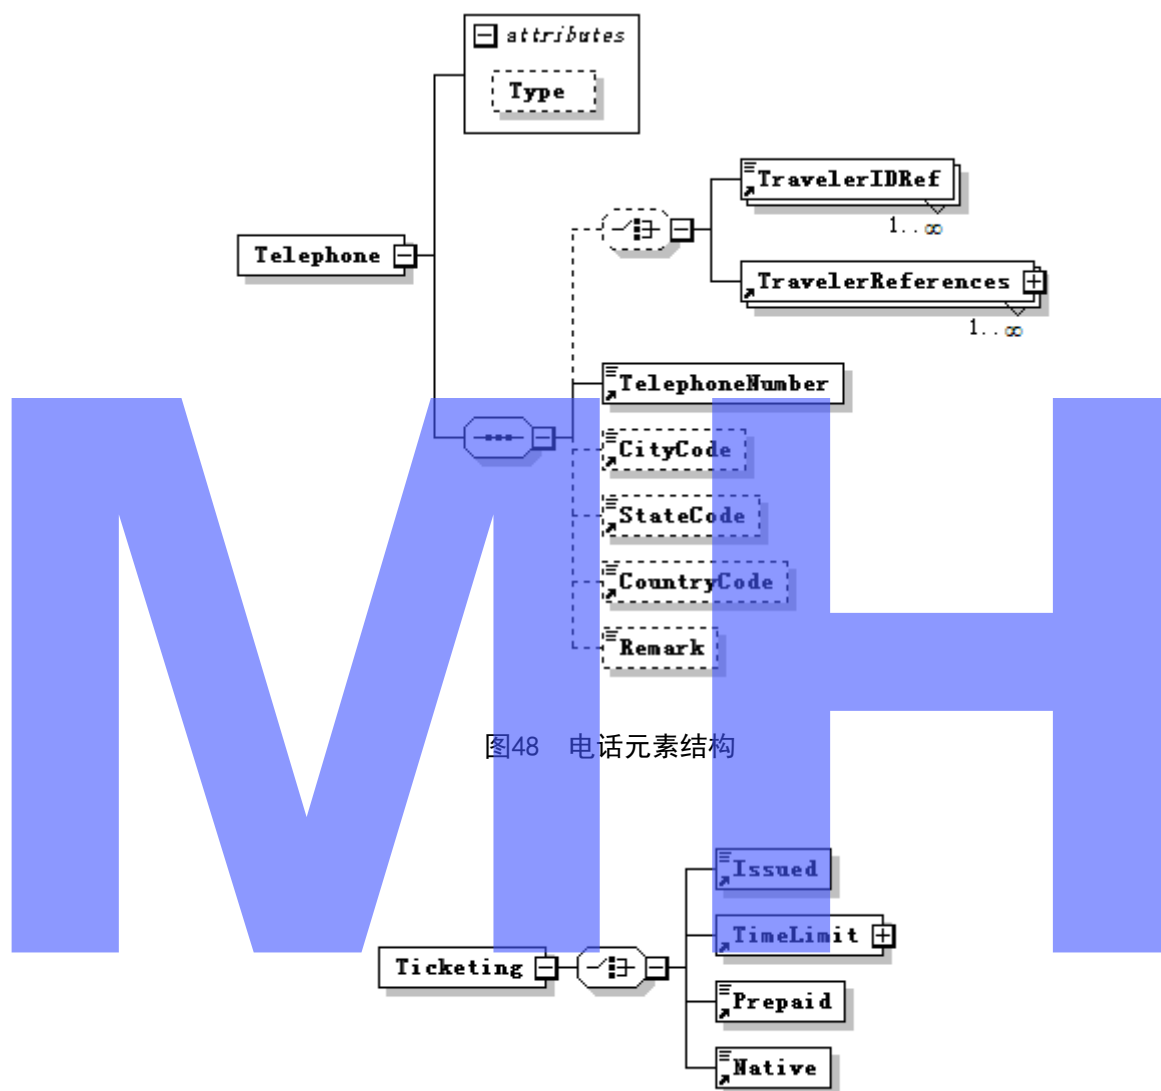 attributes
Type
TravelerIDRef
1..∞
Telephone
TravelerReferences
1..∞
TelephoneNumber
CityCode
StateCode
CountryCode
Remark
图48 电话元素结构
MH
Issued
TimeLimit
Ticketing
Prepaid
Native